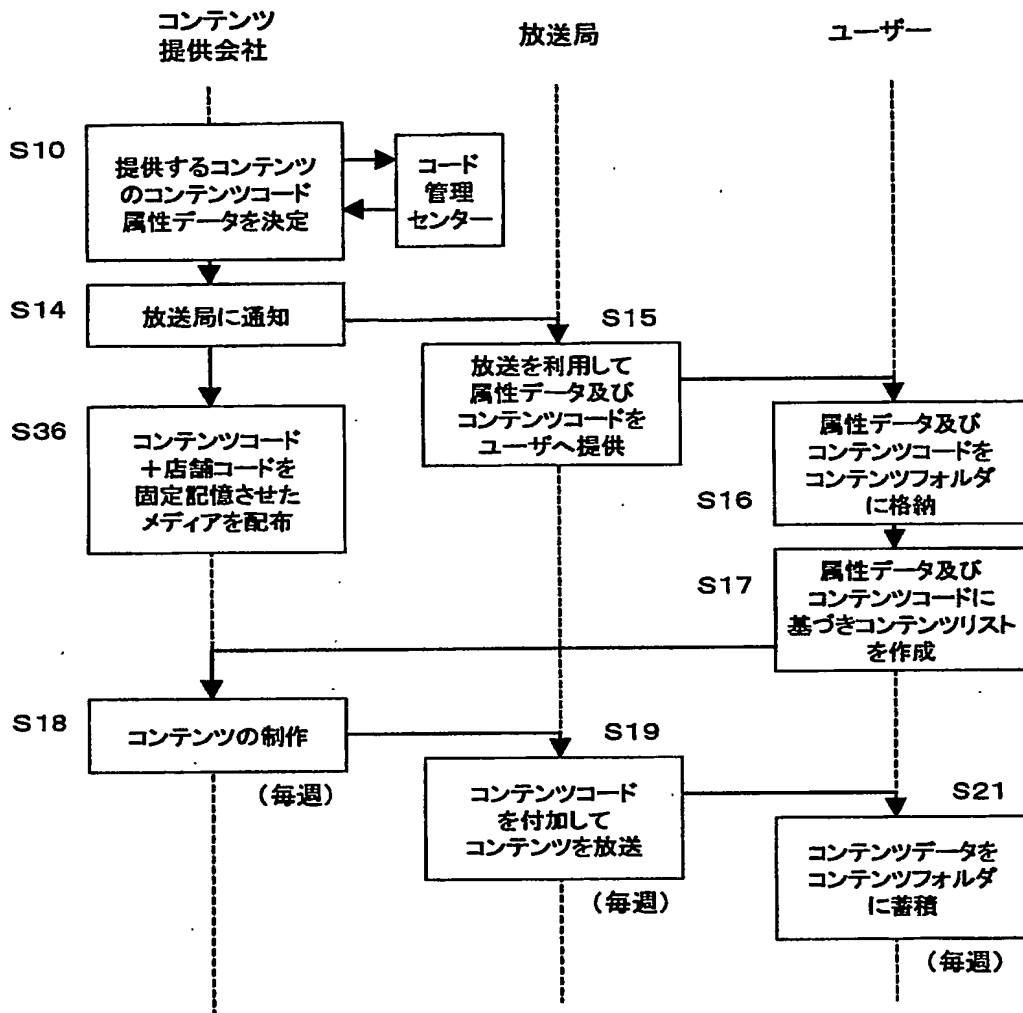 コンテンツ
提供会社
放送局
ユーザー
S10
提供するコンテンツ
のコンテンツコード
属性データを決定
コード
管理
センター
S14
放送局に通知
S15
放送を利用して
属性データ及び
コンテンツコードを
ユーザへ提供
S36
コンテンツコード
＋店舗コードを
固定記憶させた
メディアを配布
S16
属性データ及び
コンテンツコードを
コンテンツフォルダ
に格納
S17
属性データ及び
コンテンツコードに
基づきコンテンツリスト
を作成
S18
コンテンツの制作
(毎週)
S19
コンテンツコード
を付加して
コンテンツを放送
(毎週)
S21
コンテンツデータを
コンテンツフォルダ
に蓄積
(毎週)